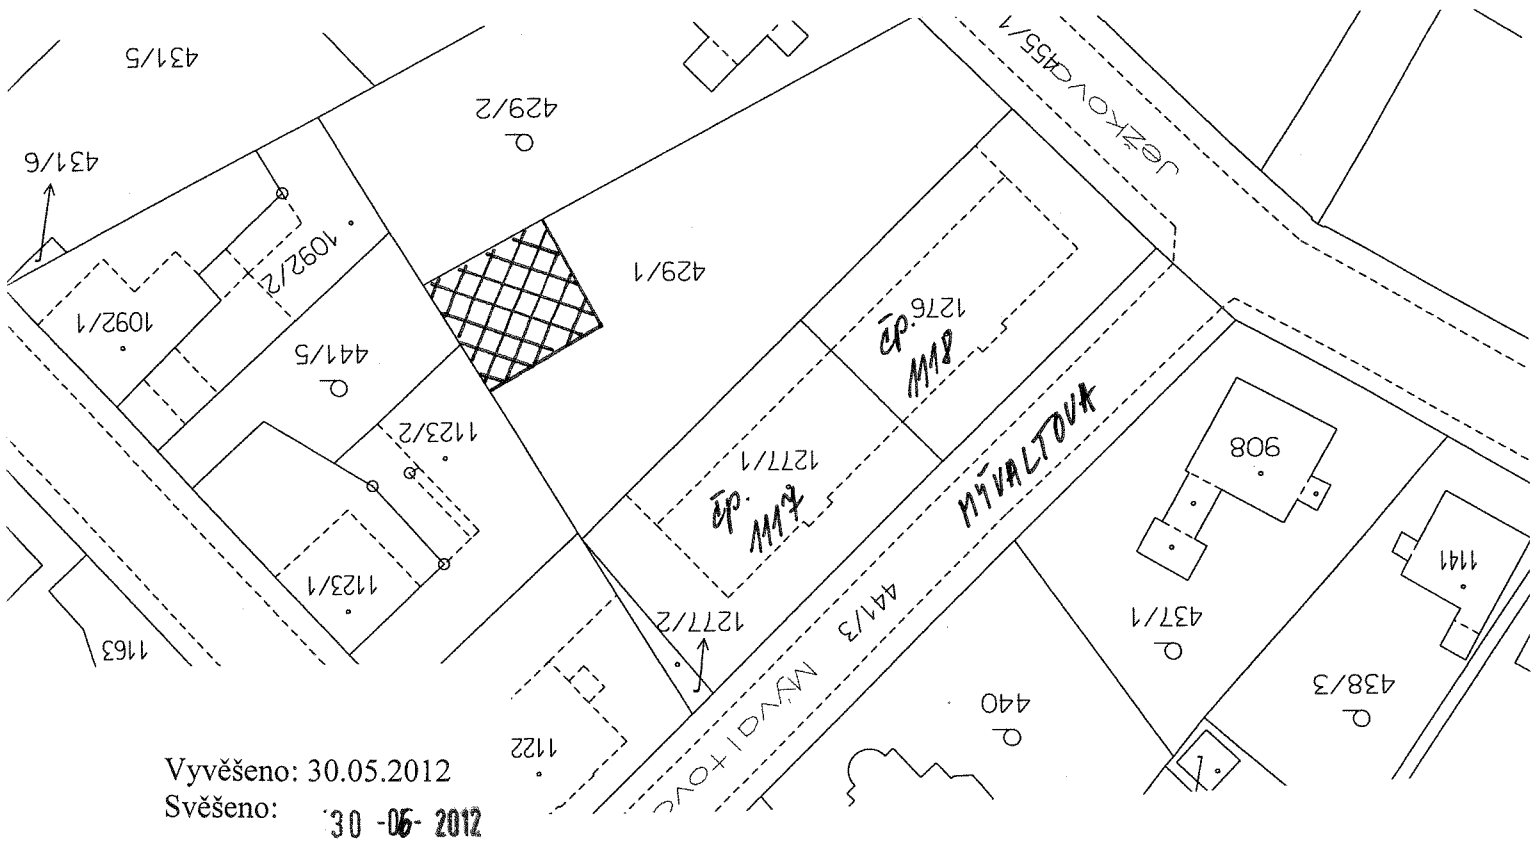 431/5
429/2
455/1
Ježkova
431/6
1092/2
429/1
1092/1
441/5
1276
čp.
1118
1123/2
1277/1
čp.
1117
MÝVALTOVA
908
1141
1123/1
441/3
437/1
1277/2
1163
Mývaltova
438/3
440
1122
Vyvěšeno: 30.05.2012
Svěšeno:
30 -06- 2012